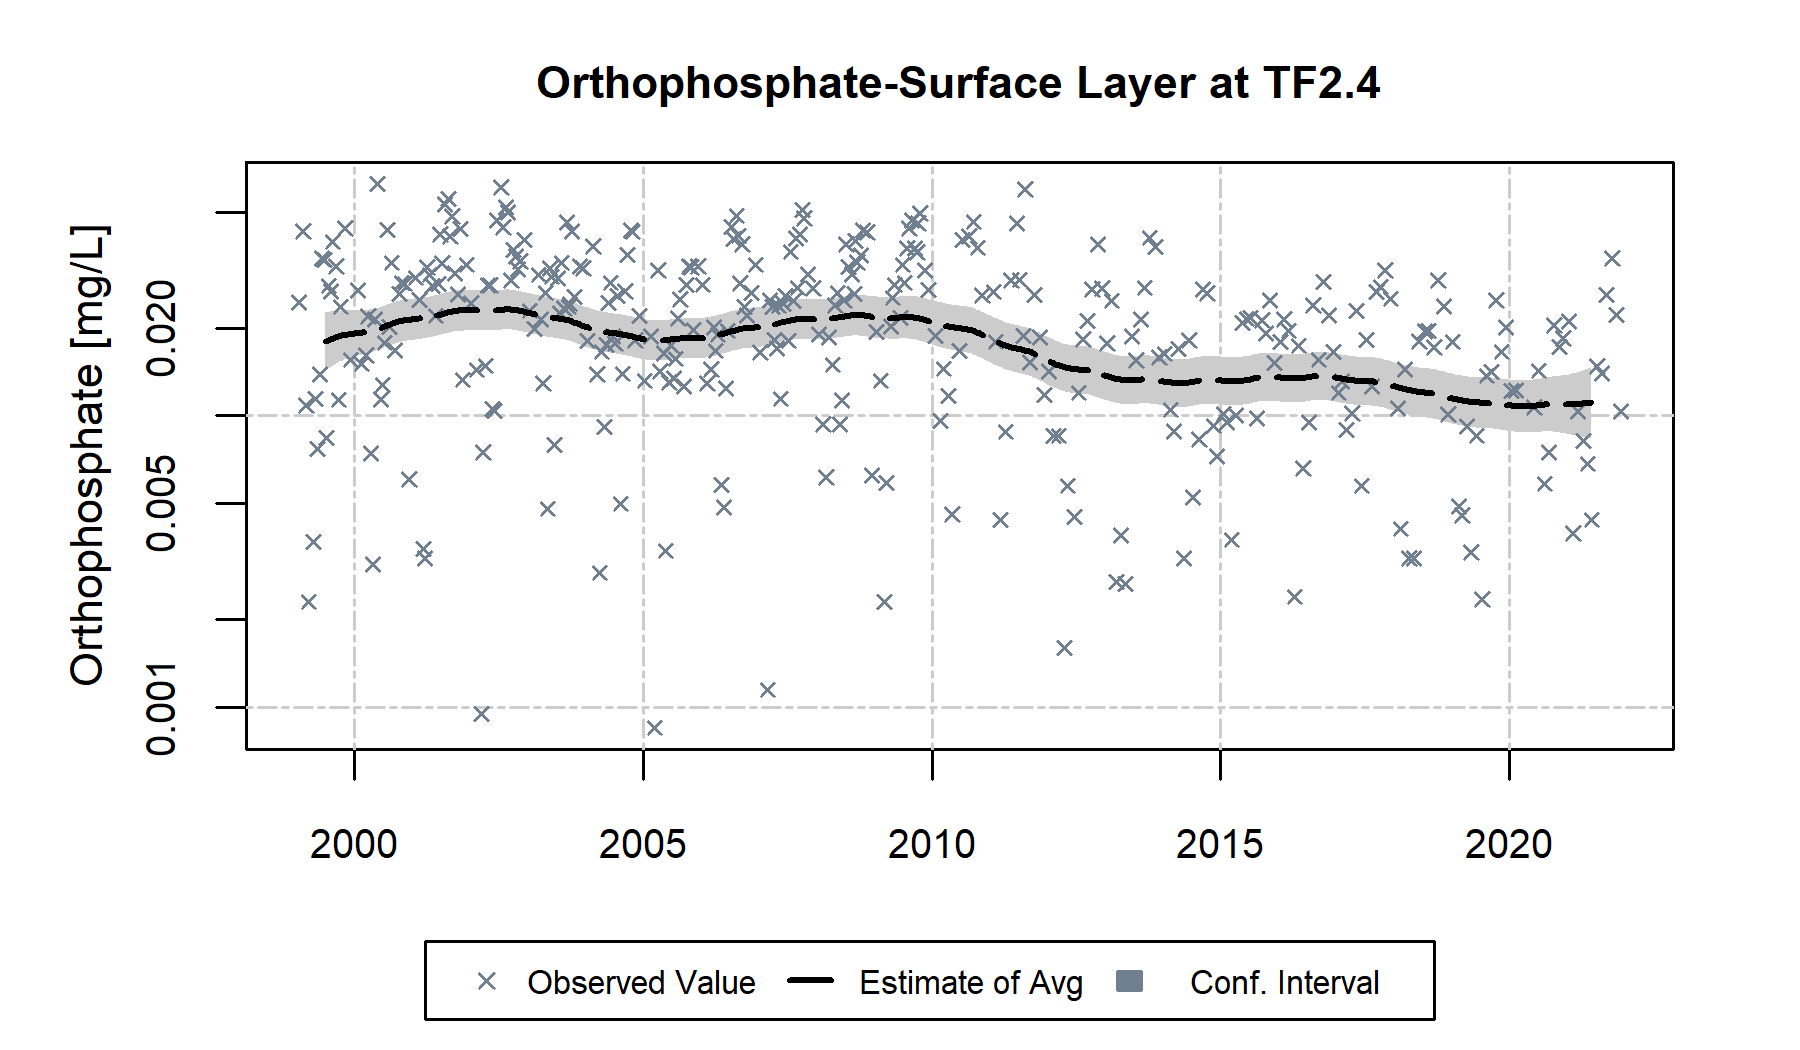 Orthophosphate-Surface Layer at TF2.4
Orthophosphate [mg/L]
0.020
0.005
0.001
2000 2005 2010 2015 2020
Observed Value Estimate of Avg Conf. Interval